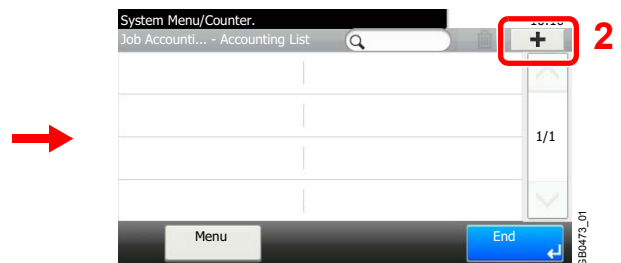 System Menu/Counter.
Job Accounti... - Accounting List
+
2
1/1
Menu
End
GB0473_01